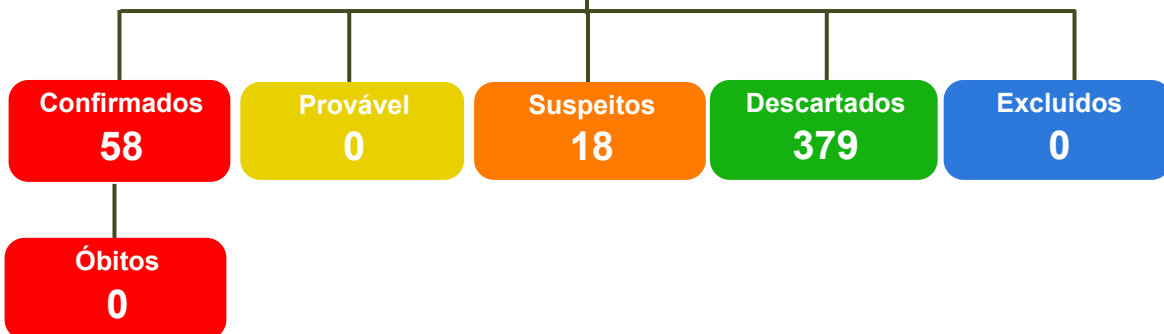 Confirmados
58
Provável
0
Suspeitos
18
Descartados
379
Excluidos
0
Óbitos
0